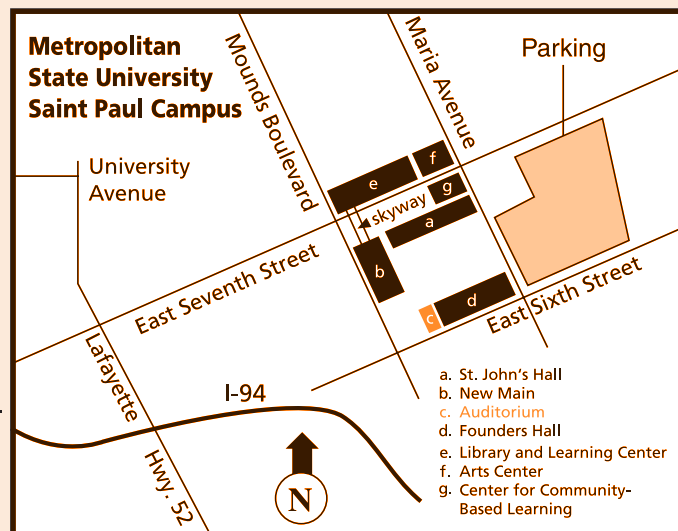 Metropolitan
State University
Saint Paul Campus
Mounds Boulevard
Maria Avenue
Parking
University
Avenue
e
f
g
skyway
a
b
c
d
East Seventh Street
East Sixth Street
Lafayette
Hwy. 52
I-94
N
a. St. John's Hall
b. New Main
c. Auditorium
d. Founders Hall
e. Library and Learning Center
f. Arts Center
g. Center for Community-
Based Learning